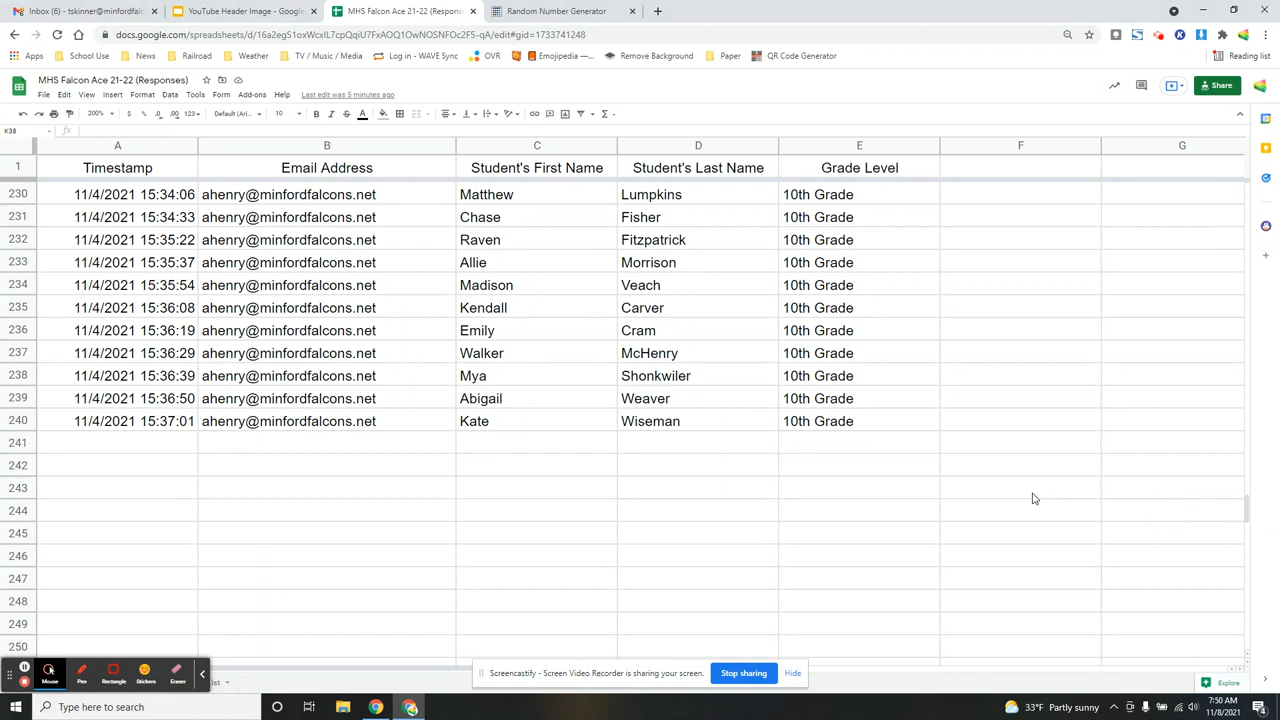 Inbox (6) - tskinner@minfordfalc
YouTube Header Image - Google
MHS Falcon Ace 21-22 (Respons
Random Number Generator
docs.google.com/spreadsheets/d/16a2egS1oxWcxIL7cpQqiU7FxAOQ1OwNOSNFOc2F5-qA/edit#gid=1733741248
Apps School Use News Railroad Weather TV / Music / Media Log in - WAVE Sync OVR Emojipedia —... Remove Background Paper QR Code Generator Reading list
MHS Falcon Ace 21-22 (Responses)
File Edit View Insert Format Data Tools Form Add-ons Help Last edit was 5 minutes ago
Share
200% $ % .0 .00 123 Default (Ar... 10 B I S A
K38 fx
A B C D E F G
1 Timestamp Email Address Student's First Name Student's Last Name Grade Level
230 11/4/2021 15:34:06 ahenry@minfordfalcons.net Matthew Lumpkins 10th Grade
231 11/4/2021 15:34:33 ahenry@minfordfalcons.net Chase Fisher 10th Grade
232 11/4/2021 15:35:22 ahenry@minfordfalcons.net Raven Fitzpatrick 10th Grade
233 11/4/2021 15:35:37 ahenry@minfordfalcons.net Allie Morrison 10th Grade
234 11/4/2021 15:35:54 ahenry@minfordfalcons.net Madison Veach 10th Grade
235 11/4/2021 15:36:08 ahenry@minfordfalcons.net Kendall Carver 10th Grade
236 11/4/2021 15:36:19 ahenry@minfordfalcons.net Emily Cram 10th Grade
237 11/4/2021 15:36:29 ahenry@minfordfalcons.net Walker McHenry 10th Grade
238 11/4/2021 15:36:39 ahenry@minfordfalcons.net Mya Shonkwiler 10th Grade
239 11/4/2021 15:36:50 ahenry@minfordfalcons.net Abigail Weaver 10th Grade
240 11/4/2021 15:37:01 ahenry@minfordfalcons.net Kate Wiseman 10th Grade
241
242
243
244
245
246
247
248
249
250
Mouse Pen Rectangle Stickers Eraser
Screencastify - Screen Video Recorder is sharing your screen. Stop sharing Hide
Explore
Type here to search
33°F Partly sunny
7:50 AM
11/8/2021
4